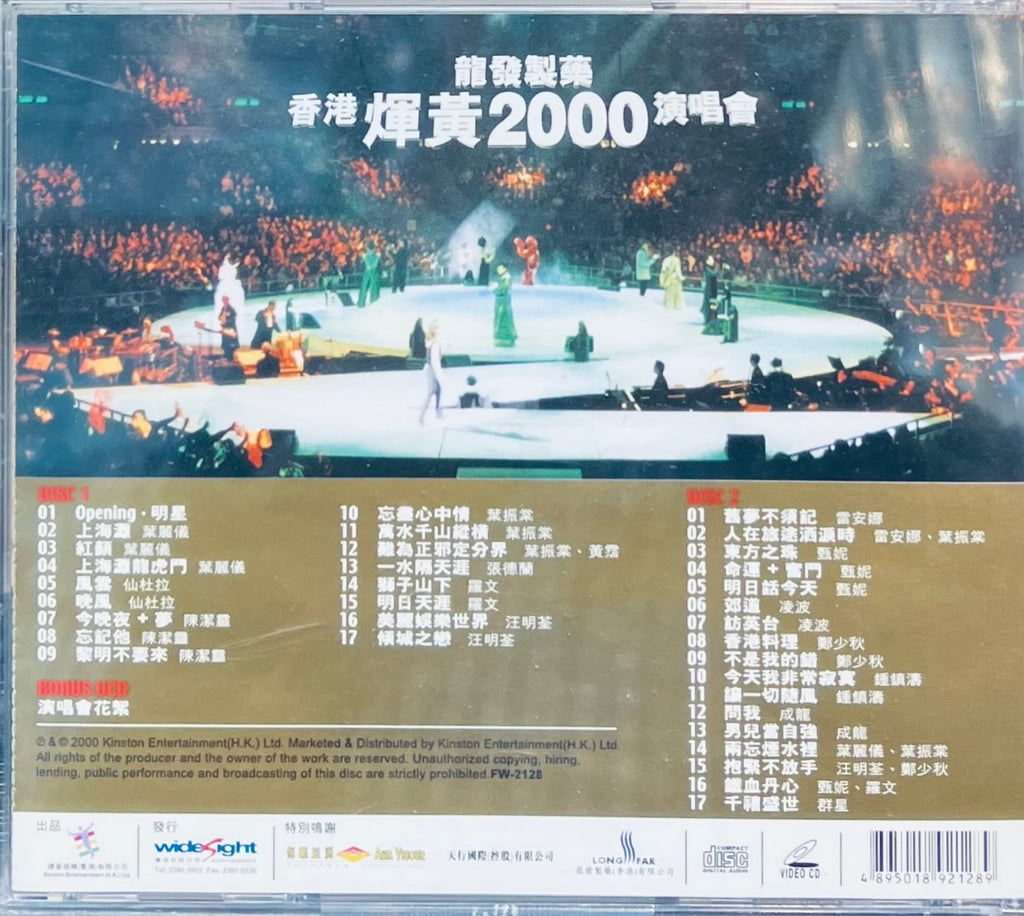 龍發製藥
香港 煇黃2000 演唱會
DISC 1
01 Opening·明星
02 上海灘 葉麗儀
03 紅顏 葉麗儀
04 上海灘龍虎鬥 葉麗儀
05 風雲 仙杜拉
06 晚風 仙杜拉
07 今晚夜+夢 陳潔靈
08 忘記他 陳潔靈
09 黎明不要來 陳潔靈
BONUS VCD
演唱會花絮
10 忘盡心中情 葉振棠
11 萬水千山縱橫 葉振棠
12 難為正邪定分界 葉振棠、黃霑
13 一水隔天涯 張德蘭
14 獅子山下 羅文
15 明日天涯 羅文
16 美麗娛樂世界 汪明荃
17 傾城之戀 汪明荃
DISC 2
01 舊夢不須記 雷安娜
02 人在旅途洒淚時 雷安娜、葉振棠
03 東方之珠 甄妮
04 命運+奮鬥 甄妮
05 明日話今天 甄妮
06 郊道 凌波
07 訪英台 凌波
08 香港料理 鄭少秋
09 不是我的錯 鄭少秋
10 今天我非常寂寞 鍾鎮濤
11 讓一切隨風 鍾鎮濤
12 問我 成龍
13 男兒當自強 成龍
14 兩忘煙水裡 葉麗儀、葉振棠
15 抱緊不放手 汪明荃、鄭少秋
16 鐵血丹心 甄妮、羅文
17 千禧盛世 群星
℗ & © 2000 Kinston Entertainment(H.K.) Ltd. Marketed & Distributed by Kinston Entertainment(H.K.) Ltd.
All rights of the producer and the owner of the work are reserved. Unauthorized copying, hiring,
lending, public performance and broadcasting of this disc are strictly prohibited.FW-2128
出品
Kinston Entertainment (H.K.) Ltd.
發行
wideSight
特別鳴謝
ASIA VIGOUR
天行國際(控股)有限公司
LONG FAR
龍發製藥(香港)有限公司
COMPACT
disc
DIGITAL AUDIO
VIDEO CD
4 895018 921289